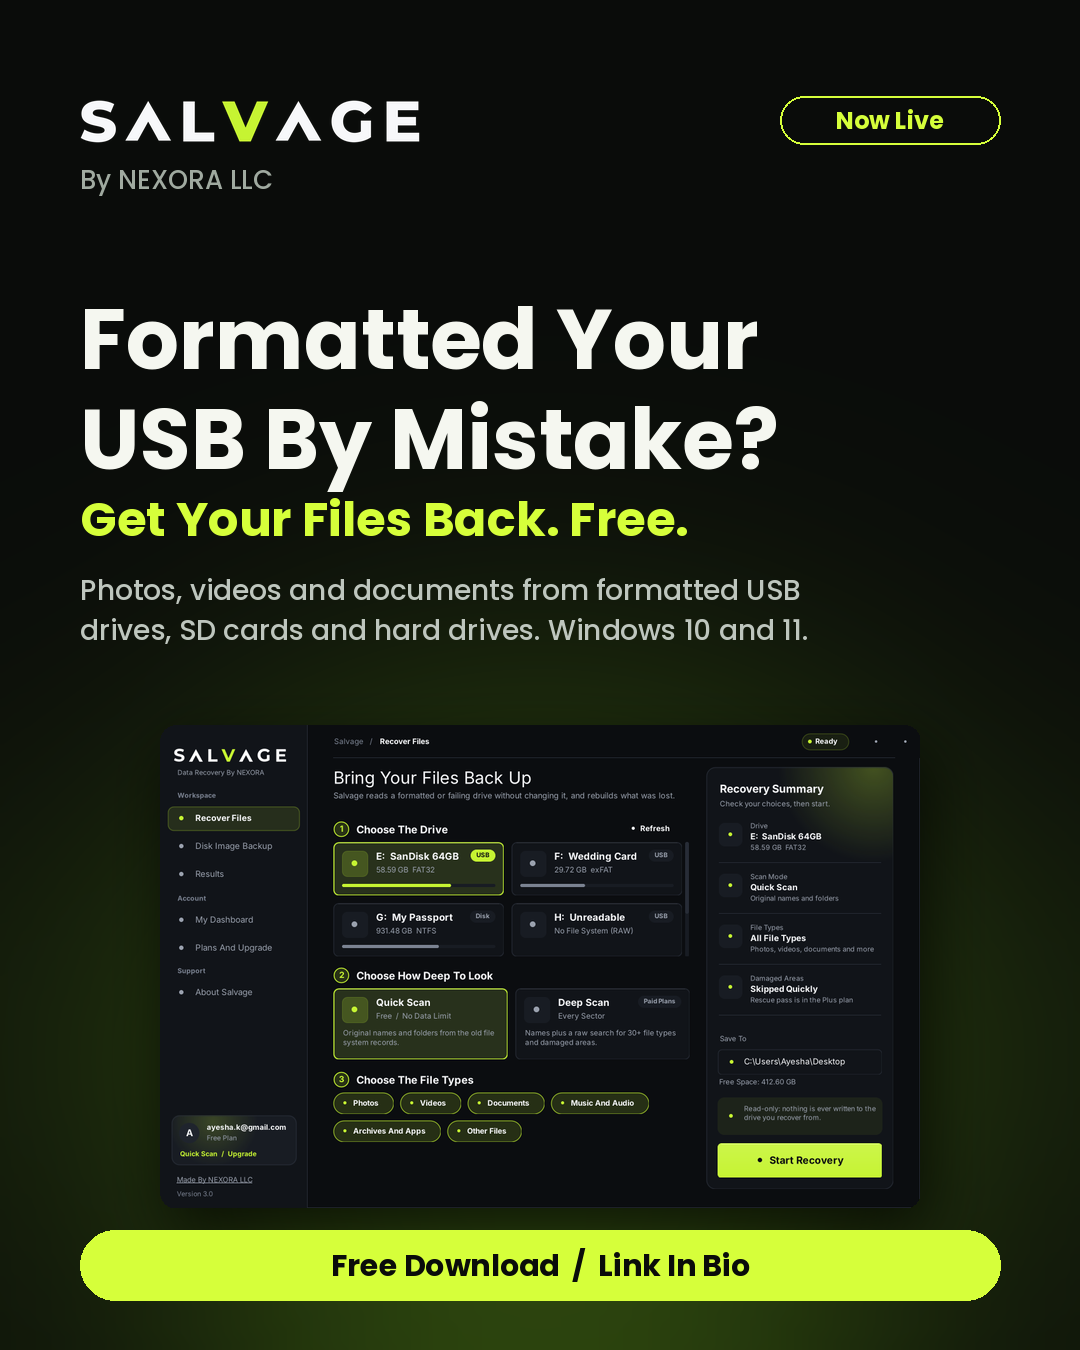 SALVAGE
Now Live
By NEXORA LLC
Formatted Your
USB By Mistake?
Get Your Files Back. Free.
Photos, videos and documents from formatted USB
drives, SD cards and hard drives. Windows 10 and 11.
SALVAGE
Data Recovery By NEXORA
Workspace
Recover Files
Disk Image Backup
Results
Account
My Dashboard
Plans And Upgrade
Support
About Salvage
A
ayesha.k@gmail.com
Free Plan
Quick Scan / Upgrade
Made By NEXORA LLC
Version 3.0
Salvage / Recover Files
Ready
Bring Your Files Back Up
Salvage reads a formatted or failing drive without changing it, and rebuilds what was lost.
1 Choose The Drive
Refresh
E: SanDisk 64GB USB
58.59 GB FAT32
F: Wedding Card USB
29.72 GB exFAT
G: My Passport Disk
931.48 GB NTFS
H: Unreadable USB
No File System (RAW)
2 Choose How Deep To Look
Quick Scan
Free / No Data Limit
Original names and folders from the old file
system records.
Deep Scan Paid Plans
Every Sector
Names plus a raw search for 30+ file types
and damaged areas.
3 Choose The File Types
Photos Videos Documents Music And Audio
Archives And Apps Other Files
Recovery Summary
Check your choices, then start.
Drive
E: SanDisk 64GB
58.59 GB FAT32
Scan Mode
Quick Scan
Original names and folders
File Types
All File Types
Photos, videos, documents and more
Damaged Areas
Skipped Quickly
Rescue pass is in the Plus plan
Save To
C:\Users\Ayesha\Desktop
Free Space: 412.60 GB
Read-only: nothing is ever written to the
drive you recover from.
Start Recovery
Free Download / Link In Bio